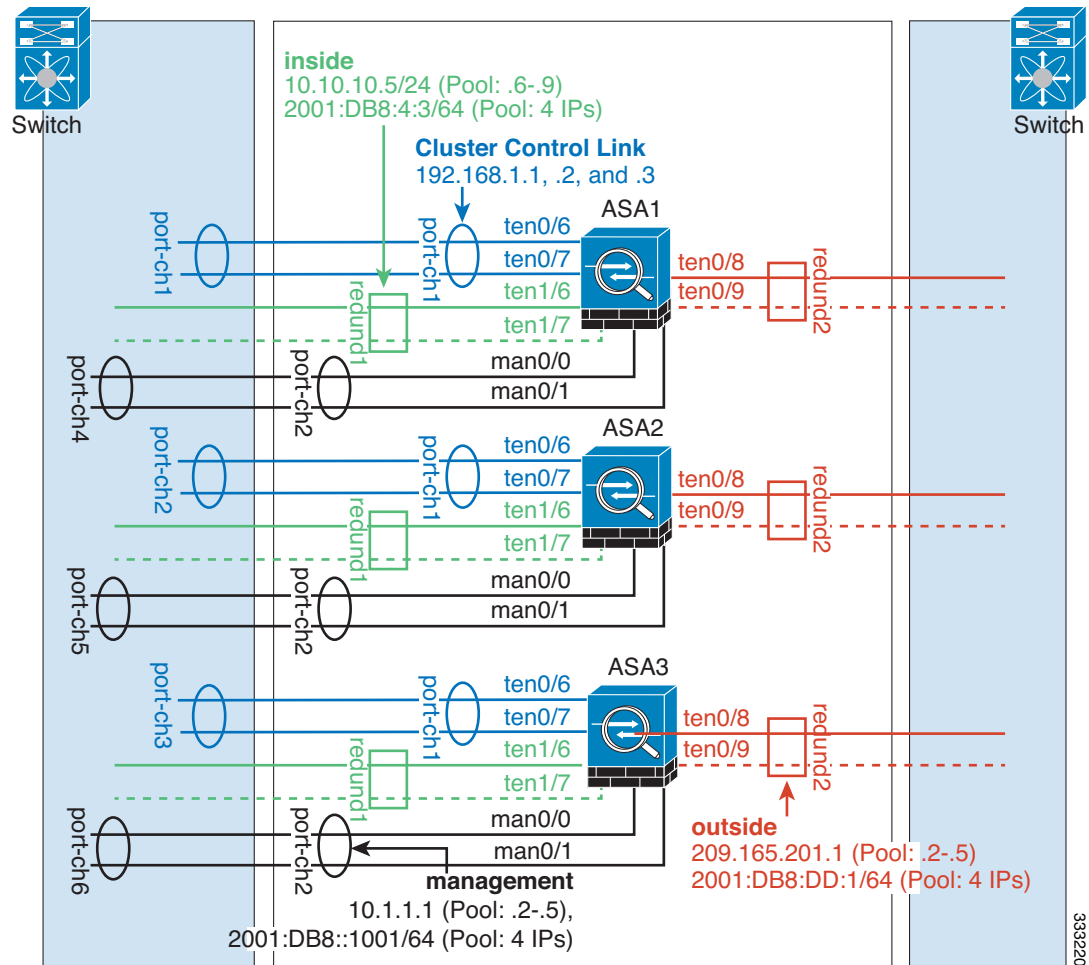 Switch
Switch
inside
10.10.10.5/24 (Pool: .6-.9)
2001:DB8:4:3/64 (Pool: 4 IPs)
Cluster Control Link
192.168.1.1, .2, and .3
ASA1
port-ch1
port-ch1
ten0/6
ten0/7
ten0/8
ten0/9
redund2
redund1
ten1/6
ten1/7
port-ch4
port-ch2
man0/0
man0/1
ASA2
port-ch2
port-ch1
ten0/6
ten0/7
ten0/8
ten0/9
redund2
redund1
ten1/6
ten1/7
port-ch5
port-ch2
man0/0
man0/1
ASA3
port-ch3
port-ch1
ten0/6
ten0/7
ten0/8
ten0/9
redund2
redund1
ten1/6
ten1/7
port-ch6
port-ch2
man0/0
man0/1
outside
209.165.201.1 (Pool: .2-.5)
2001:DB8:DD:1/64 (Pool: 4 IPs)
management
10.1.1.1 (Pool: .2-.5),
2001:DB8::1001/64 (Pool: 4 IPs)
333220